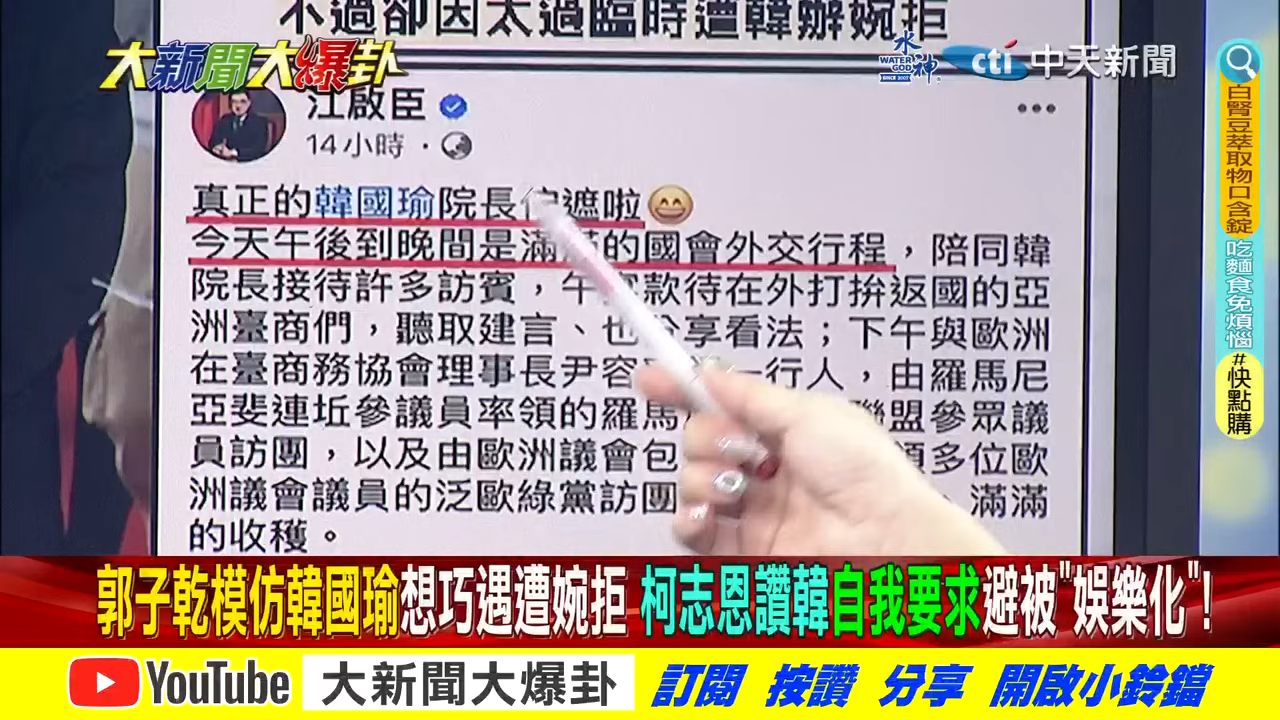 不過卻因太過臨時遭韓辦婉拒
大新聞大爆卦
水神
WATER GOD
SINCE 2007
cti 中天新聞
江啟臣
14小時
真正的韓國瑜院長 遮啦
今天午後到晚間是滿 的國會外交行程，陪同韓
院長接待許多訪賓，午 款待在外打拚返國的亞
洲臺商們，聽取建言、也分享看法；下午與歐洲
在臺商務協會理事長尹容 一行人，由羅馬尼
亞斐連坵參議員率領的羅馬 聯盟參眾議
員訪團，以及由歐洲議會包 多位歐
洲議會議員的泛歐綠黨訪團 滿滿
的收穫。
白腎豆萃取物口含錠
吃麵食免煩惱
#快點購
郭子乾模仿韓國瑜想巧遇遭婉拒 柯志恩讚韓自我要求避被"娛樂化"!
YouTube 大新聞大爆卦 訂閱 按讚 分享 開啟小鈴鐺